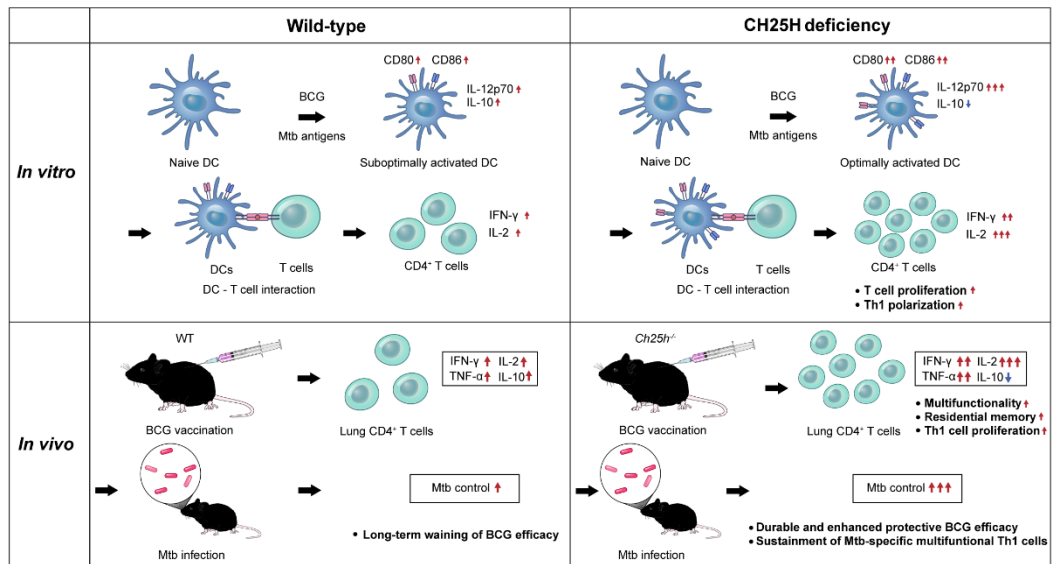 Wild-type
CH25H deficiency
In vitro
CD80↑ CD86↑
BCG
IL-12p70 ↑
IL-10 ↑
Mtb antigens
Naive DC
Suboptimally activated DC
IFN-γ ↑
IL-2 ↑
DCs
T cells
CD4⁺ T cells
DC - T cell interaction
CD80↑↑ CD86↑↑
BCG
IL-12p70 ↑↑↑
IL-10↓
Mtb antigens
Naive DC
Optimally activated DC
IFN-γ ↑↑
IL-2 ↑↑↑
DCs
T cells
CD4⁺ T cells
DC - T cell interaction
• T cell proliferation ↑
• Th1 polarization ↑
In vivo
WT
IFN-γ↑ IL-2↑
TNF-α↑ IL-10↑
BCG vaccination
Lung CD4⁺ T cells
Mtb control ↑
• Long-term waining of BCG efficacy
Mtb infection
Ch25h⁻/⁻
IFN-γ↑↑ IL-2↑↑↑
TNF-α↑↑ IL-10↓
• Multifunctionality↑
• Residential memory↑
• Th1 cell proliferation↑
BCG vaccination
Lung CD4⁺ T cells
Mtb control ↑↑↑
• Durable and enhanced protective BCG efficacy
• Sustainment of Mtb-specific multifuntional Th1 cells
Mtb infection